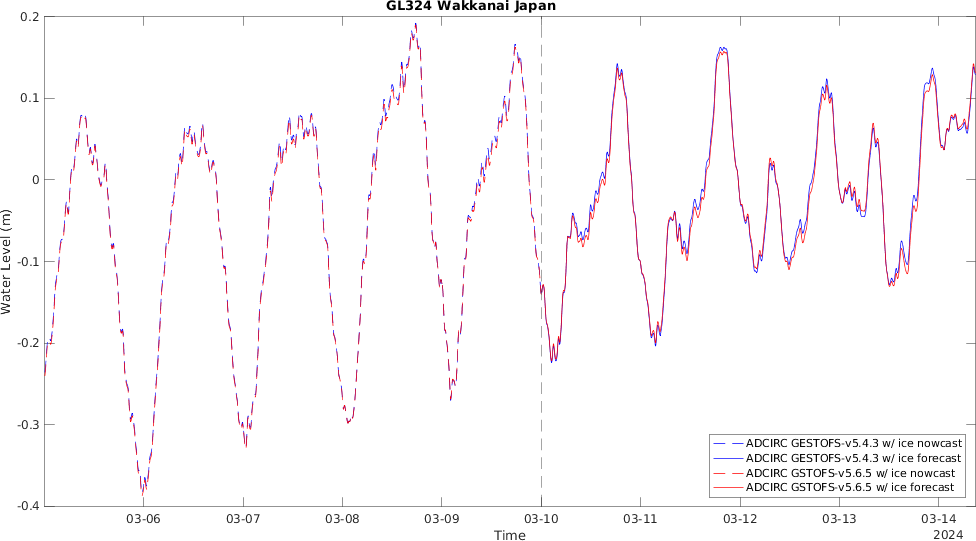 GL324 Wakkanai Japan
0.2
0.1
0
-0.1
-0.2
-0.3
-0.4
Water Level (m)
03-06 03-07 03-08 03-09 03-10 03-11 03-12 03-13 03-14
Time
2024
ADCIRC GESTOFS-v5.4.3 w/ ice nowcast
ADCIRC GESTOFS-v5.4.3 w/ ice forecast
ADCIRC GSTOFS-v5.6.5 w/ ice nowcast
ADCIRC GSTOFS-v5.6.5 w/ ice forecast